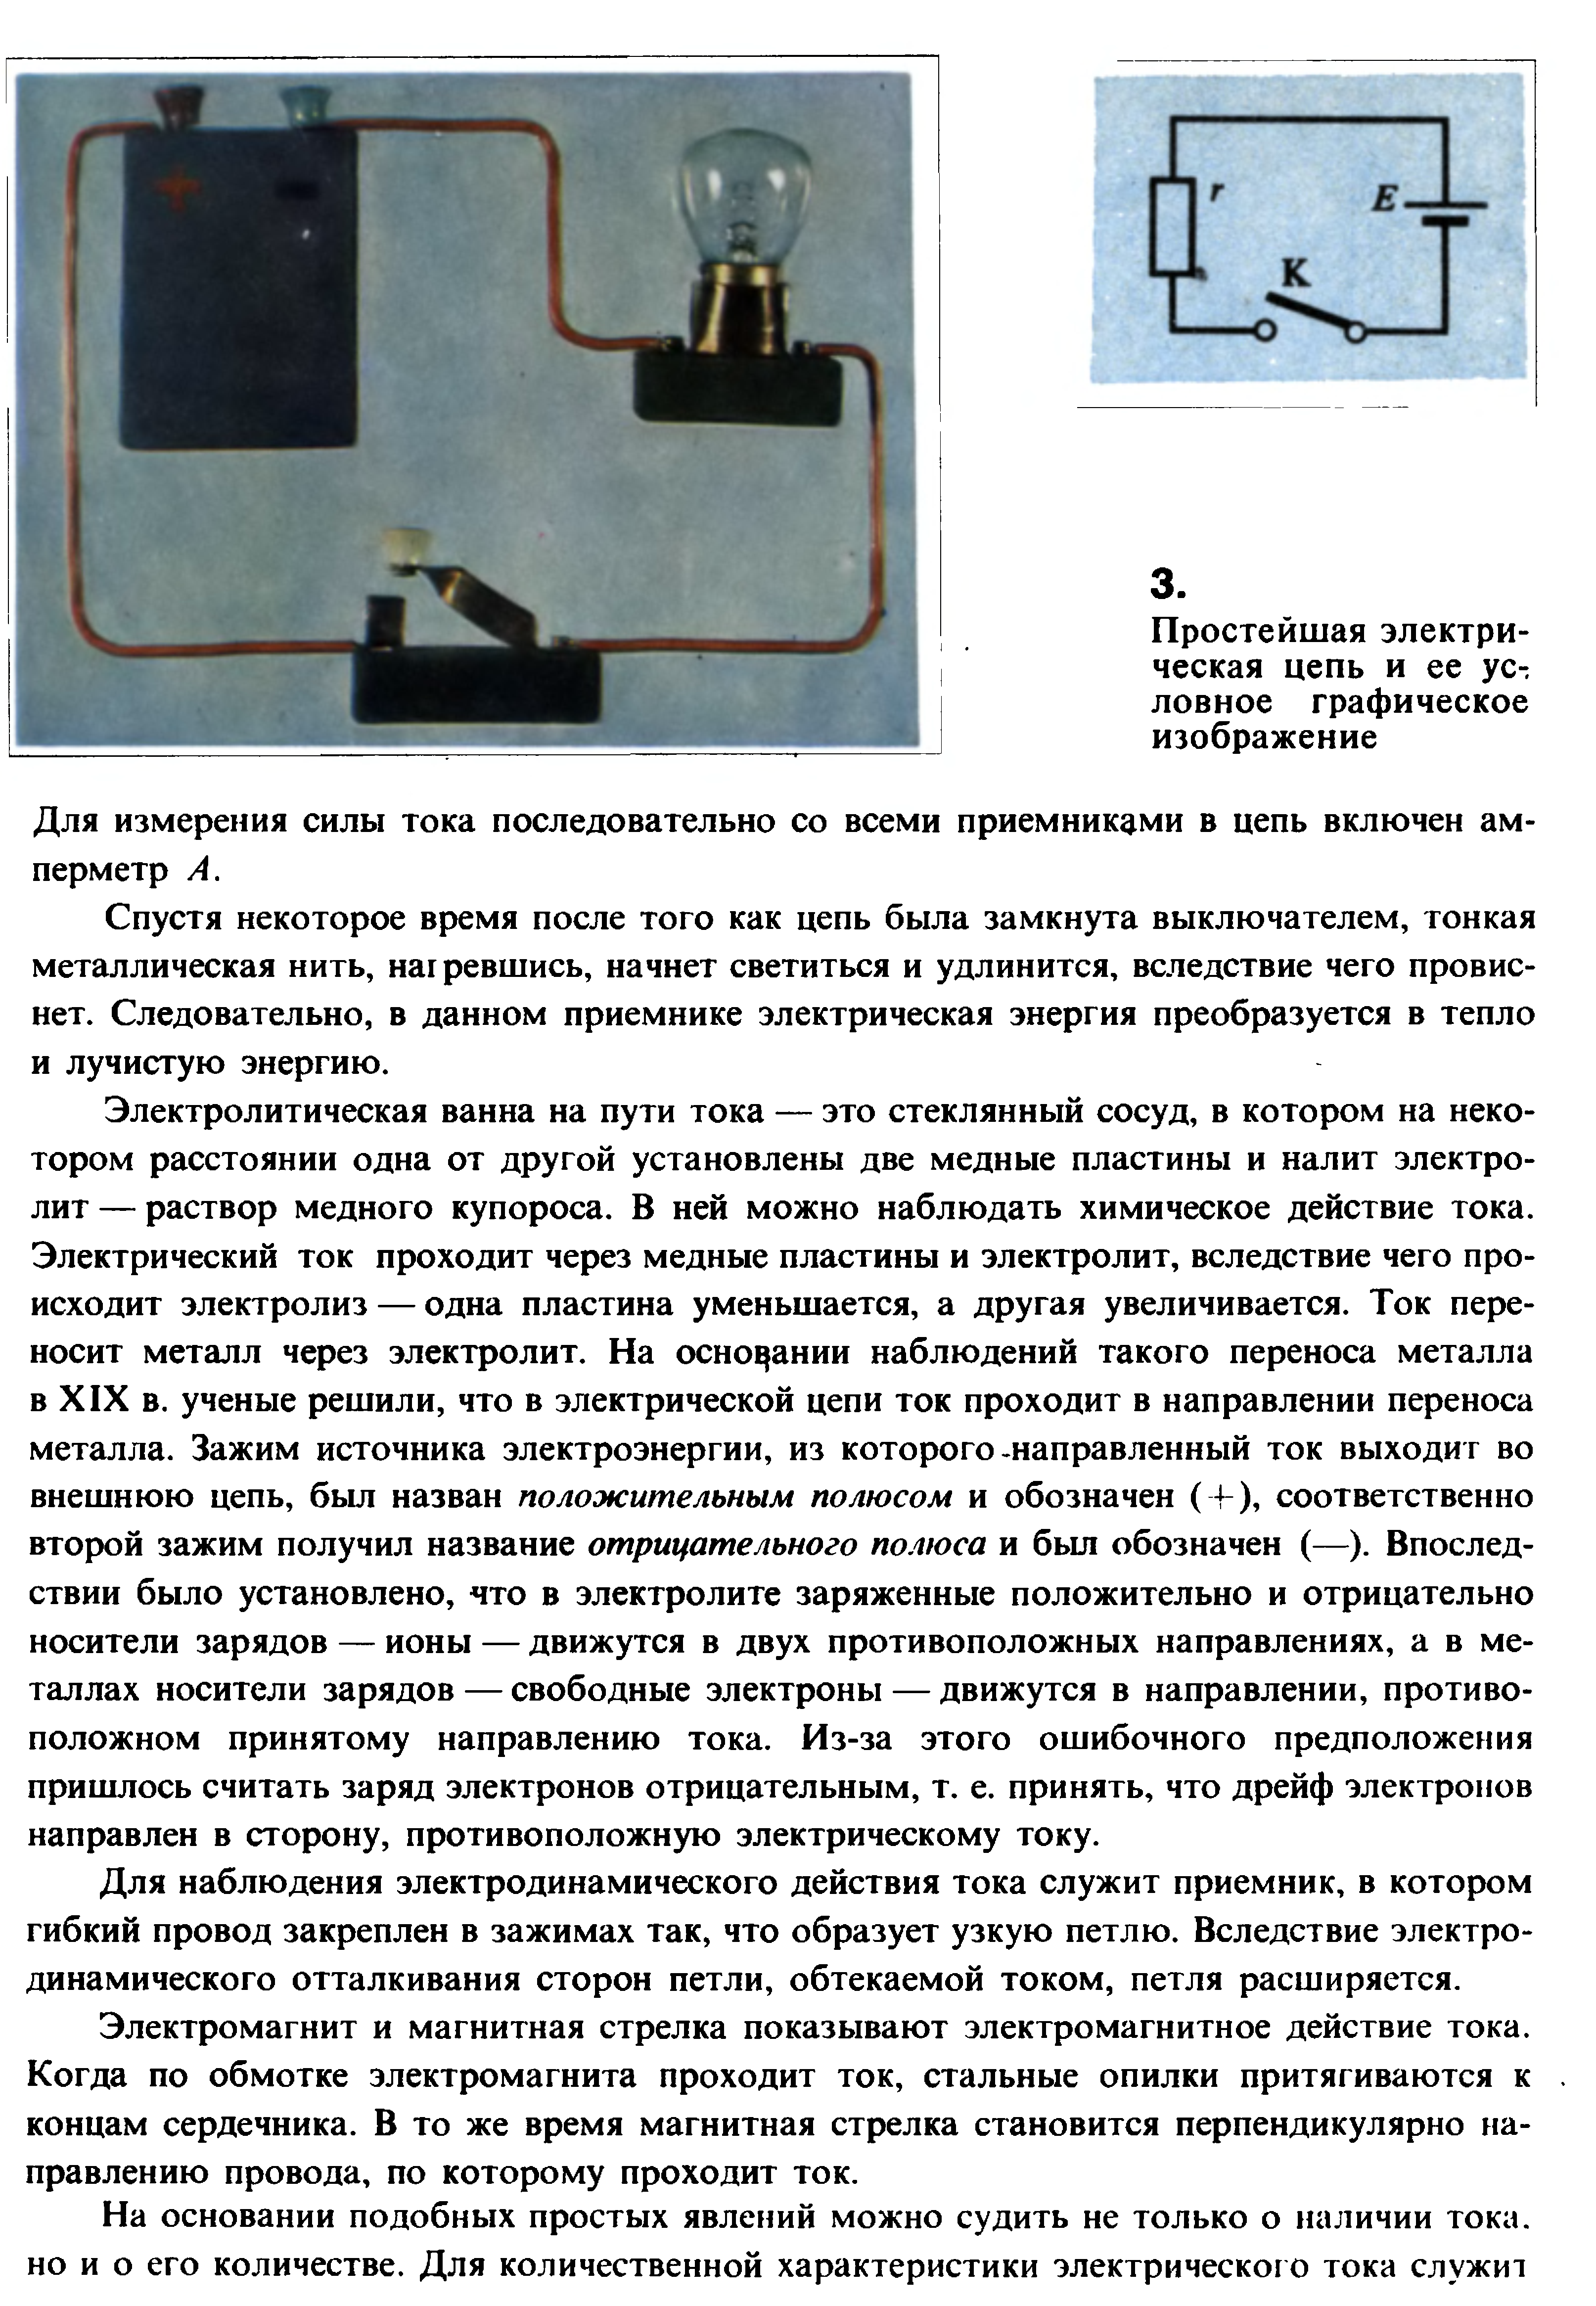 +
r
E
K
3.
Простейшая электри-
ческая цепь и ее ус-
ловное графическое
изображение
Для измерения силы тока последовательно со всеми приемниками в цепь включен ам-
перметр А.
Спустя некоторое время после того как цепь была замкнута выключателем, тонкая
металлическая нить, нагревшись, начнет светиться и удлинится, вследствие чего провис-
нет. Следовательно, в данном приемнике электрическая энергия преобразуется в тепло
и лучистую энергию.
Электролитическая ванна на пути тока — это стеклянный сосуд, в котором на неко-
тором расстоянии одна от другой установлены две медные пластины и налит электро-
лит — раствор медного купороса. В ней можно наблюдать химическое действие тока.
Электрический ток проходит через медные пластины и электролит, вследствие чего про-
исходит электролиз — одна пластина уменьшается, а другая увеличивается. Ток пере-
носит металл через электролит. На основании наблюдений такого переноса металла
в XIX в. ученые решили, что в электрической цепи ток проходит в направлении переноса
металла. Зажим источника электроэнергии, из которого направленный ток выходит во
внешнюю цепь, был назван положительным полюсом и обозначен (+), соответственно
второй зажим получил название отрицательного полюса и был обозначен (—). Впослед-
ствии было установлено, что в электролите заряженные положительно и отрицательно
носители зарядов — ионы — движутся в двух противоположных направлениях, а в ме-
таллах носители зарядов — свободные электроны — движутся в направлении, противо-
положном принятому направлению тока. Из-за этого ошибочного предположения
пришлось считать заряд электронов отрицательным, т. е. принять, что дрейф электронов
направлен в сторону, противоположную электрическому току.
Для наблюдения электродинамического действия тока служит приемник, в котором
гибкий провод закреплен в зажимах так, что образует узкую петлю. Вследствие электро-
динамического отталкивания сторон петли, обтекаемой током, петля расширяется.
Электромагнит и магнитная стрелка показывают электромагнитное действие тока.
Когда по обмотке электромагнита проходит ток, стальные опилки притягиваются к
концам сердечника. В то же время магнитная стрелка становится перпендикулярно на-
правлению провода, по которому проходит ток.
На основании подобных простых явлений можно судить не только о наличии тока.
но и о его количестве. Для количественной характеристики электрического тока служит